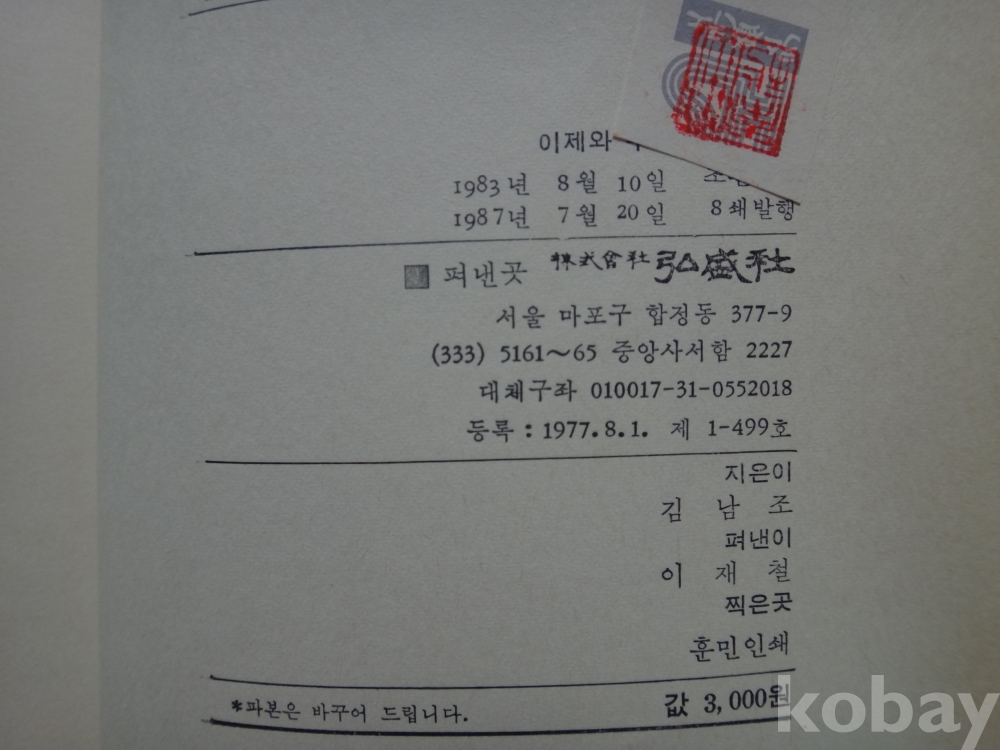 이제와
1983년 8월 10일
1987년 7월 20일 8쇄발행
펴낸곳 株式會社 弘盛社
서울 마포구 합정동 377-9
(333) 5161~65 중앙사서함 2227
대체구좌 010017-31-0552018
등록 : 1977.8.1. 제 1-499호
지은이
김 남 조
펴낸이
이 재 철
찍은곳
훈민인쇄
*파본은 바꾸어 드립니다. 값 3,000원
kobay